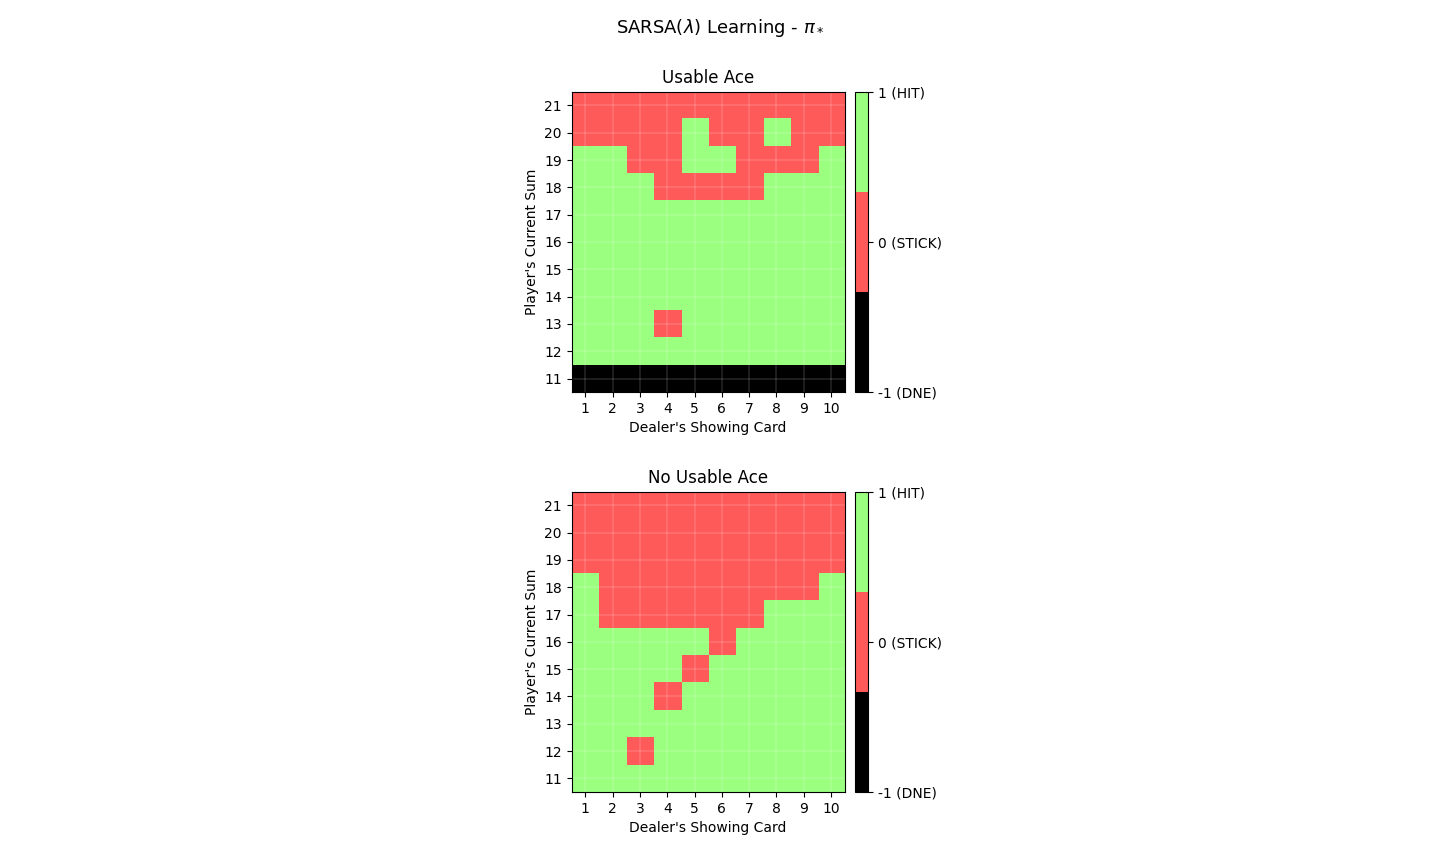 SARSA(λ) Learning - π*
Usable Ace
1 (HIT)
0 (STICK)
-1 (DNE)
Player's Current Sum
21
20
19
18
17
16
15
14
13
12
11
1 2 3 4 5 6 7 8 9 10
Dealer's Showing Card
No Usable Ace
1 (HIT)
0 (STICK)
-1 (DNE)
Player's Current Sum
21
20
19
18
17
16
15
14
13
12
11
1 2 3 4 5 6 7 8 9 10
Dealer's Showing Card